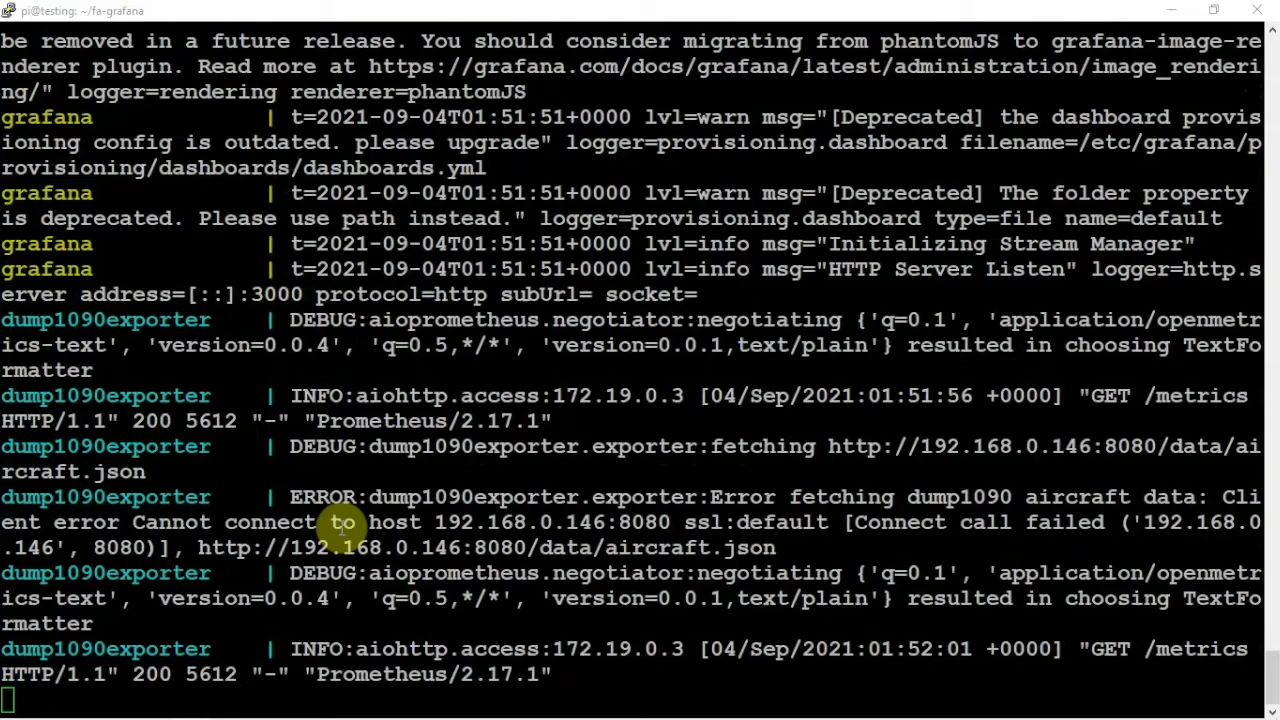 pi@testing: ~/fa-grafana
be removed in a future release. You should consider migrating from phantomJS to grafana-image-re
nderer plugin. Read more at https://grafana.com/docs/grafana/latest/administration/image_renderi
ng/" logger=rendering renderer=phantomJS
grafana | t=2021-09-04T01:51:51+0000 lvl=warn msg="[Deprecated] the dashboard provis
ioning config is outdated. please upgrade" logger=provisioning.dashboard filename=/etc/grafana/p
rovisioning/dashboards/dashboards.yml
grafana | t=2021-09-04T01:51:51+0000 lvl=warn msg="[Deprecated] The folder property
is deprecated. Please use path instead." logger=provisioning.dashboard type=file name=default
grafana | t=2021-09-04T01:51:51+0000 lvl=info msg="Initializing Stream Manager"
grafana | t=2021-09-04T01:51:51+0000 lvl=info msg="HTTP Server Listen" logger=http.s
erver address=[::]:3000 protocol=http subUrl= socket=
dump1090exporter | DEBUG:aioprometheus.negotiator:negotiating {'q=0.1', 'application/openmetr
ics-text', 'version=0.0.4', 'q=0.5,*/*', 'version=0.0.1,text/plain'} resulted in choosing TextFo
rmatter
dump1090exporter | INFO:aiohttp.access:172.19.0.3 [04/Sep/2021:01:51:56 +0000] "GET /metrics
HTTP/1.1" 200 5612 "-" "Prometheus/2.17.1"
dump1090exporter | DEBUG:dump1090exporter.exporter:fetching http://192.168.0.146:8080/data/ai
rcraft.json
dump1090exporter | ERROR:dump1090exporter.exporter:Error fetching dump1090 aircraft data: Cli
ent error Cannot connect to host 192.168.0.146:8080 ssl:default [Connect call failed ('192.168.0
.146', 8080)], http://192.168.0.146:8080/data/aircraft.json
dump1090exporter | DEBUG:aioprometheus.negotiator:negotiating {'q=0.1', 'application/openmetr
ics-text', 'version=0.0.4', 'q=0.5,*/*', 'version=0.0.1,text/plain'} resulted in choosing TextFo
rmatter
dump1090exporter | INFO:aiohttp.access:172.19.0.3 [04/Sep/2021:01:52:01 +0000] "GET /metrics
HTTP/1.1" 200 5612 "-" "Prometheus/2.17.1"